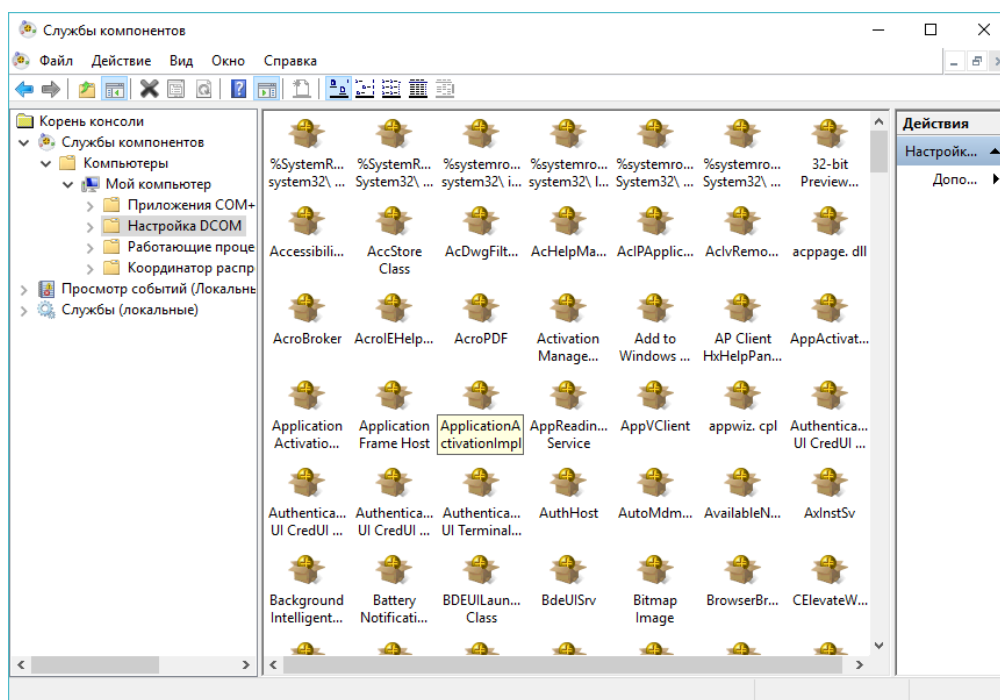 Службы компонентов
Файл Действие Вид Окно Справка
Корень консоли
Службы компонентов
Компьютеры
Мой компьютер
Приложения COM+
Настройка DCOM
Работающие проце
Координатор распр
Просмотр событий (Локальны
Службы (локальные)
%SystemR... %SystemR... %systemro... %systemro... %systemro... %systemro... 32-bit
system32\ ... System32\ ... system32\ i... system32\ l... System32\ ... System32\ ... Preview...
Accessibili... AccStore AcDwgFilt... AcHelpMa... AcIPApplic... AcIvRemo... acppage. dll
Class
AcroBroker AcroIEHelp... AcroPDF Activation Add to AP Client AppActivat...
Manage... Windows ... HxHelpPan...
Application Application ApplicationA AppReadin... AppVClient appwiz. cpl Authentica...
Activatio... Frame Host ctivationImpl Service UI CredUI ...
Authentica... Authentica... Authentica... AuthHost AutoMdm... AvailableN... AxInstSv
UI CredUI ... UI CredUI ... UI Terminal...
Background Battery BDEUILaun... BdeUISrv Bitmap BrowserBr... CElevateW...
Intelligent... Notificati... Class Image
Действия
Настройк...
Допо...